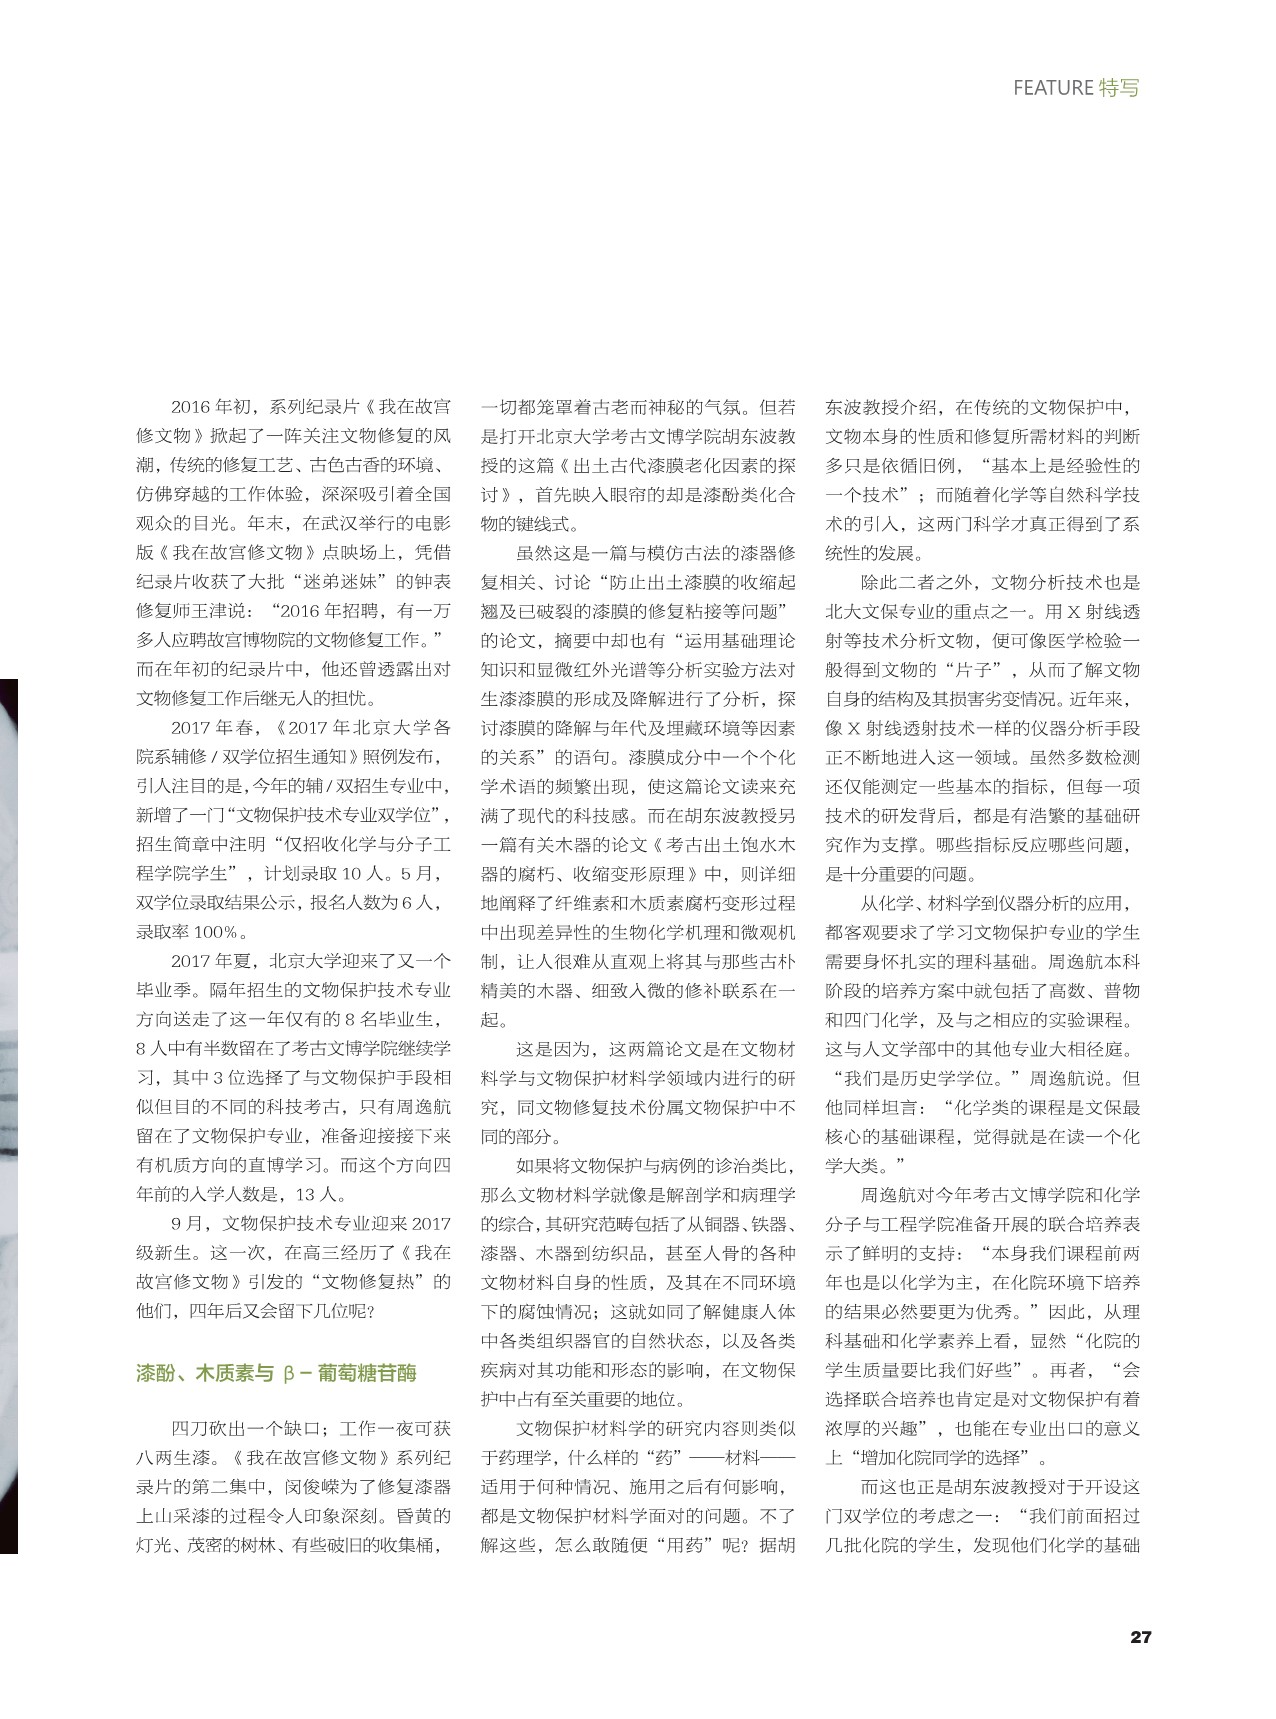 FEATURE 特写
2016 年初，系列纪录片《我在故宫
修文物》掀起了一阵关注文物修复的风
潮，传统的修复工艺、古色古香的环境、
仿佛穿越的工作体验，深深吸引着全国
观众的目光。年末，在武汉举行的电影
版《我在故宫修文物》点映场上，凭借
纪录片收获了大批“迷弟迷妹”的钟表
修复师王津说：“2016 年招聘，有一万
多人应聘故宫博物院的文物修复工作。”
而在年初的纪录片中，他还曾透露出对
文物修复工作后继无人的担忧。
2017 年春，《2017 年北京大学各
院系辅修 / 双学位招生通知》照例发布，
引人注目的是，今年的辅 / 双招生专业中，
新增了一门“文物保护技术专业双学位”，
招生简章中注明“仅招收化学与分子工
程学院学生”，计划录取 10 人。5 月，
双学位录取结果公示，报名人数为 6 人，
录取率 100%。
2017 年夏，北京大学迎来了又一个
毕业季。隔年招生的文物保护技术专业
方向送走了这一年仅有的 8 名毕业生，
8 人中有半数留在了考古文博学院继续学
习，其中 3 位选择了与文物保护手段相
似但目的不同的科技考古，只有周逸航
留在了文物保护专业，准备迎接接下来
有机质方向的直博学习。而这个方向四
年前的入学人数是，13 人。
9 月，文物保护技术专业迎来 2017
级新生。这一次，在高三经历了《我在
故宫修文物》引发的“文物修复热”的
他们，四年后又会留下几位呢？
漆酚、木质素与 β－葡萄糖苷酶
四刀砍出一个缺口；工作一夜可获
八两生漆。《我在故宫修文物》系列纪
录片的第二集中，闵俊嵘为了修复漆器
上山采漆的过程令人印象深刻。昏黄的
灯光、茂密的树林、有些破旧的收集桶，
一切都笼罩着古老而神秘的气氛。但若
是打开北京大学考古文博学院胡东波教
授的这篇《出土古代漆膜老化因素的探
讨》，首先映入眼帘的却是漆酚类化合
物的键线式。
虽然这是一篇与模仿古法的漆器修
复相关、讨论“防止出土漆膜的收缩起
翘及已破裂的漆膜的修复粘接等问题”
的论文，摘要中却也有“运用基础理论
知识和显微红外光谱等分析实验方法对
生漆漆膜的形成及降解进行了分析，探
讨漆膜的降解与年代及埋藏环境等因素
的关系”的语句。漆膜成分中一个个化
学术语的频繁出现，使这篇论文读来充
满了现代的科技感。而在胡东波教授另
一篇有关木器的论文《考古出土饱水木
器的腐朽、收缩变形原理》中，则详细
地阐释了纤维素和木质素腐朽变形过程
中出现差异性的生物化学机理和微观机
制，让人很难从直观上将其与那些古朴
精美的木器、细致入微的修补联系在一
起。
这是因为，这两篇论文是在文物材
料学与文物保护材料学领域内进行的研
究，同文物修复技术份属文物保护中不
同的部分。
如果将文物保护与病例的诊治类比，
那么文物材料学就像是解剖学和病理学
的综合，其研究范畴包括了从铜器、铁器、
漆器、木器到纺织品，甚至人骨的各种
文物材料自身的性质，及其在不同环境
下的腐蚀情况；这就如同了解健康人体
中各类组织器官的自然状态，以及各类
疾病对其功能和形态的影响，在文物保
护中占有至关重要的地位。
文物保护材料学的研究内容则类似
于药理学，什么样的“药”——材料——
适用于何种情况、施用之后有何影响，
都是文物保护材料学面对的问题。不了
解这些，怎么敢随便“用药”呢？据胡
东波教授介绍，在传统的文物保护中，
文物本身的性质和修复所需材料的判断
多只是依循旧例，“基本上是经验性的
一个技术”；而随着化学等自然科学技
术的引入，这两门科学才真正得到了系
统性的发展。
除此二者之外，文物分析技术也是
北大文保专业的重点之一。用 X 射线透
射等技术分析文物，便可像医学检验一
般得到文物的“片子”，从而了解文物
自身的结构及其损害劣变情况。近年来，
像 X 射线透射技术一样的仪器分析手段
正不断地进入这一领域。虽然多数检测
还仅能测定一些基本的指标，但每一项
技术的研发背后，都是有浩繁的基础研
究作为支撑。哪些指标反应哪些问题，
是十分重要的问题。
从化学、材料学到仪器分析的应用，
都客观要求了学习文物保护专业的学生
需要身怀扎实的理科基础。周逸航本科
阶段的培养方案中就包括了高数、普物
和四门化学，及与之相应的实验课程。
这与人文学部中的其他专业大相径庭。
“我们是历史学学位。”周逸航说。但
他同样坦言：“化学类的课程是文保最
核心的基础课程，觉得就是在读一个化
学大类。”
周逸航对今年考古文博学院和化学
分子与工程学院准备开展的联合培养表
示了鲜明的支持：“本身我们课程前两
年也是以化学为主，在化院环境下培养
的结果必然要更为优秀。”因此，从理
科基础和化学素养上看，显然“化院的
学生质量要比我们好些”。再者，“会
选择联合培养也肯定是对文物保护有着
浓厚的兴趣”，也能在专业出口的意义
上“增加化院同学的选择”。
而这也正是胡东波教授对于开设这
门双学位的考虑之一：“我们前面招过
几批化院的学生，发现他们化学的基础
27